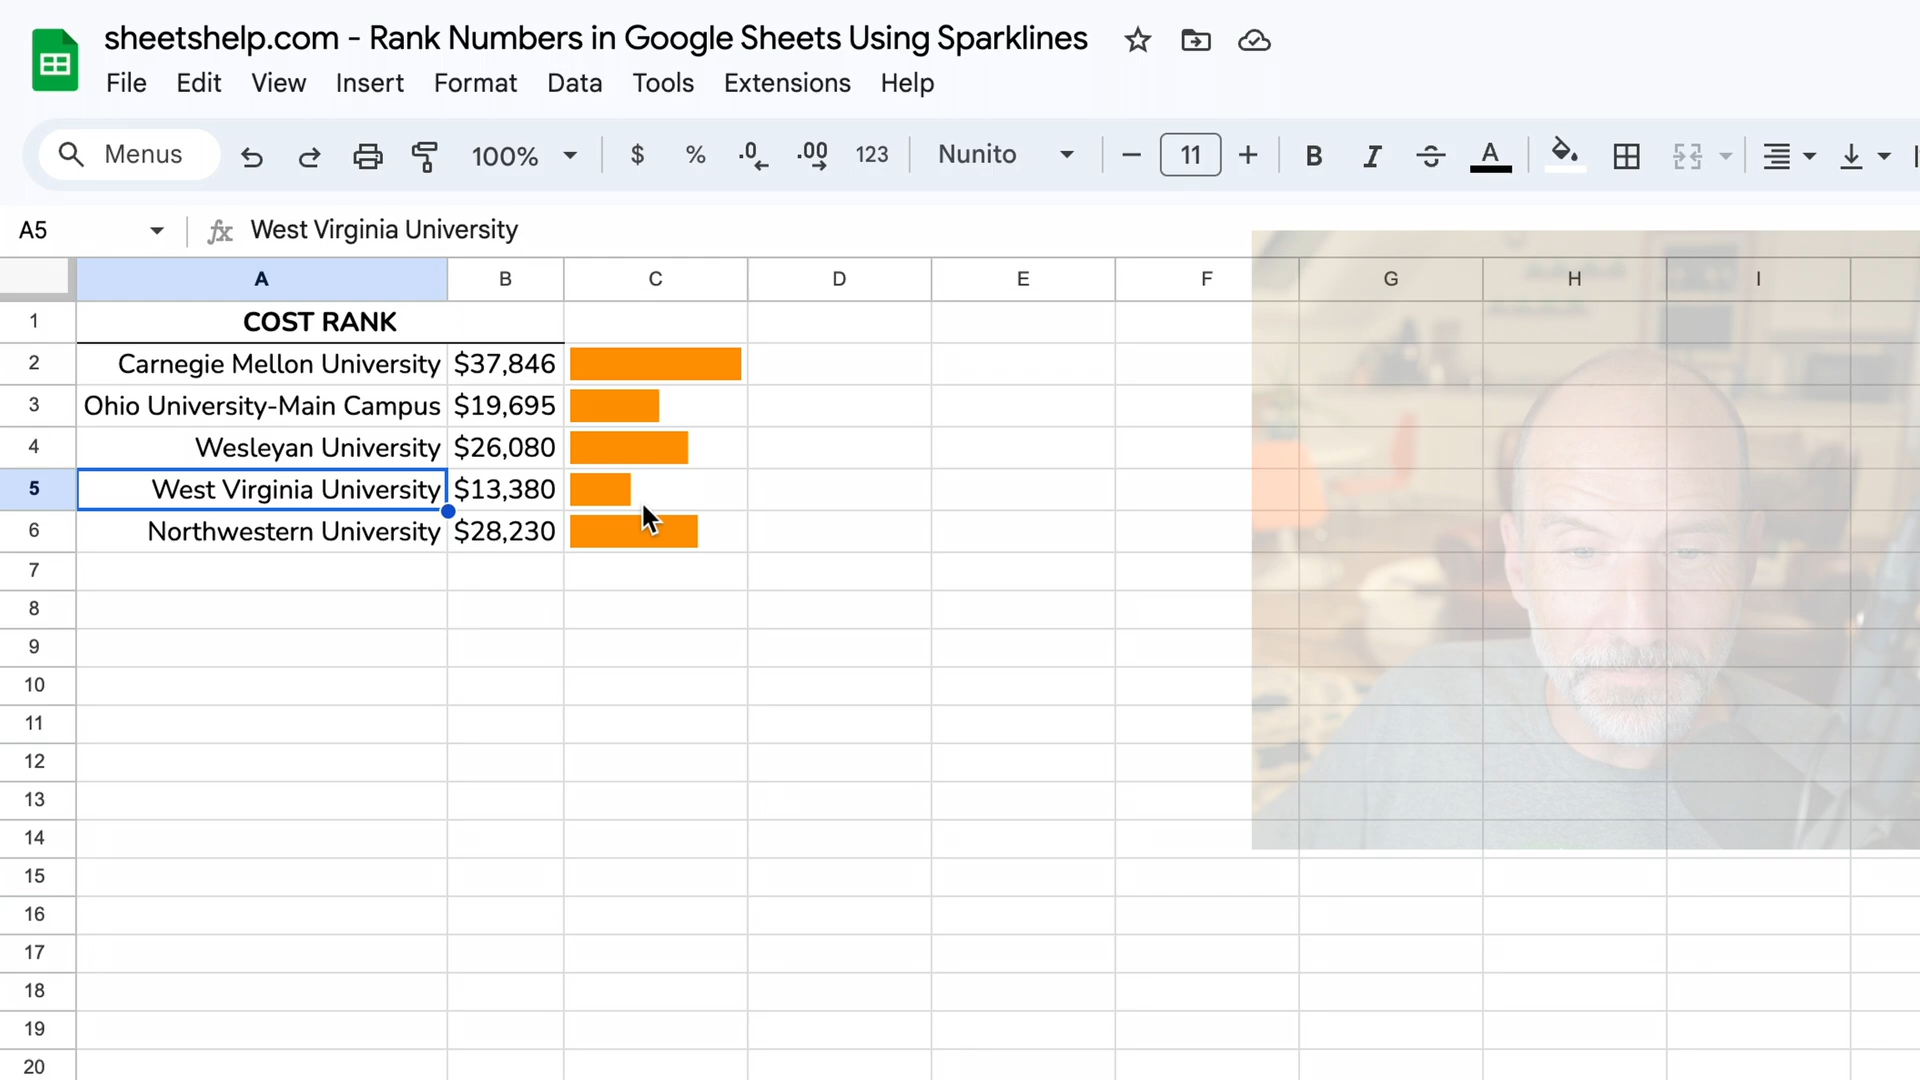 sheetshelp.com - Rank Numbers in Google Sheets Using Sparklines
File Edit View Insert Format Data Tools Extensions Help
Menus 100% $ % .0 .00 123 Nunito 11 B I S A
A5 fx West Virginia University
A B C D E F G H I
1 COST RANK
2 Carnegie Mellon University $37,846
3 Ohio University-Main Campus $19,695
4 Wesleyan University $26,080
5 West Virginia University $13,380
6 Northwestern University $28,230
7
8
9
10
11
12
13
14
15
16
17
18
19
20